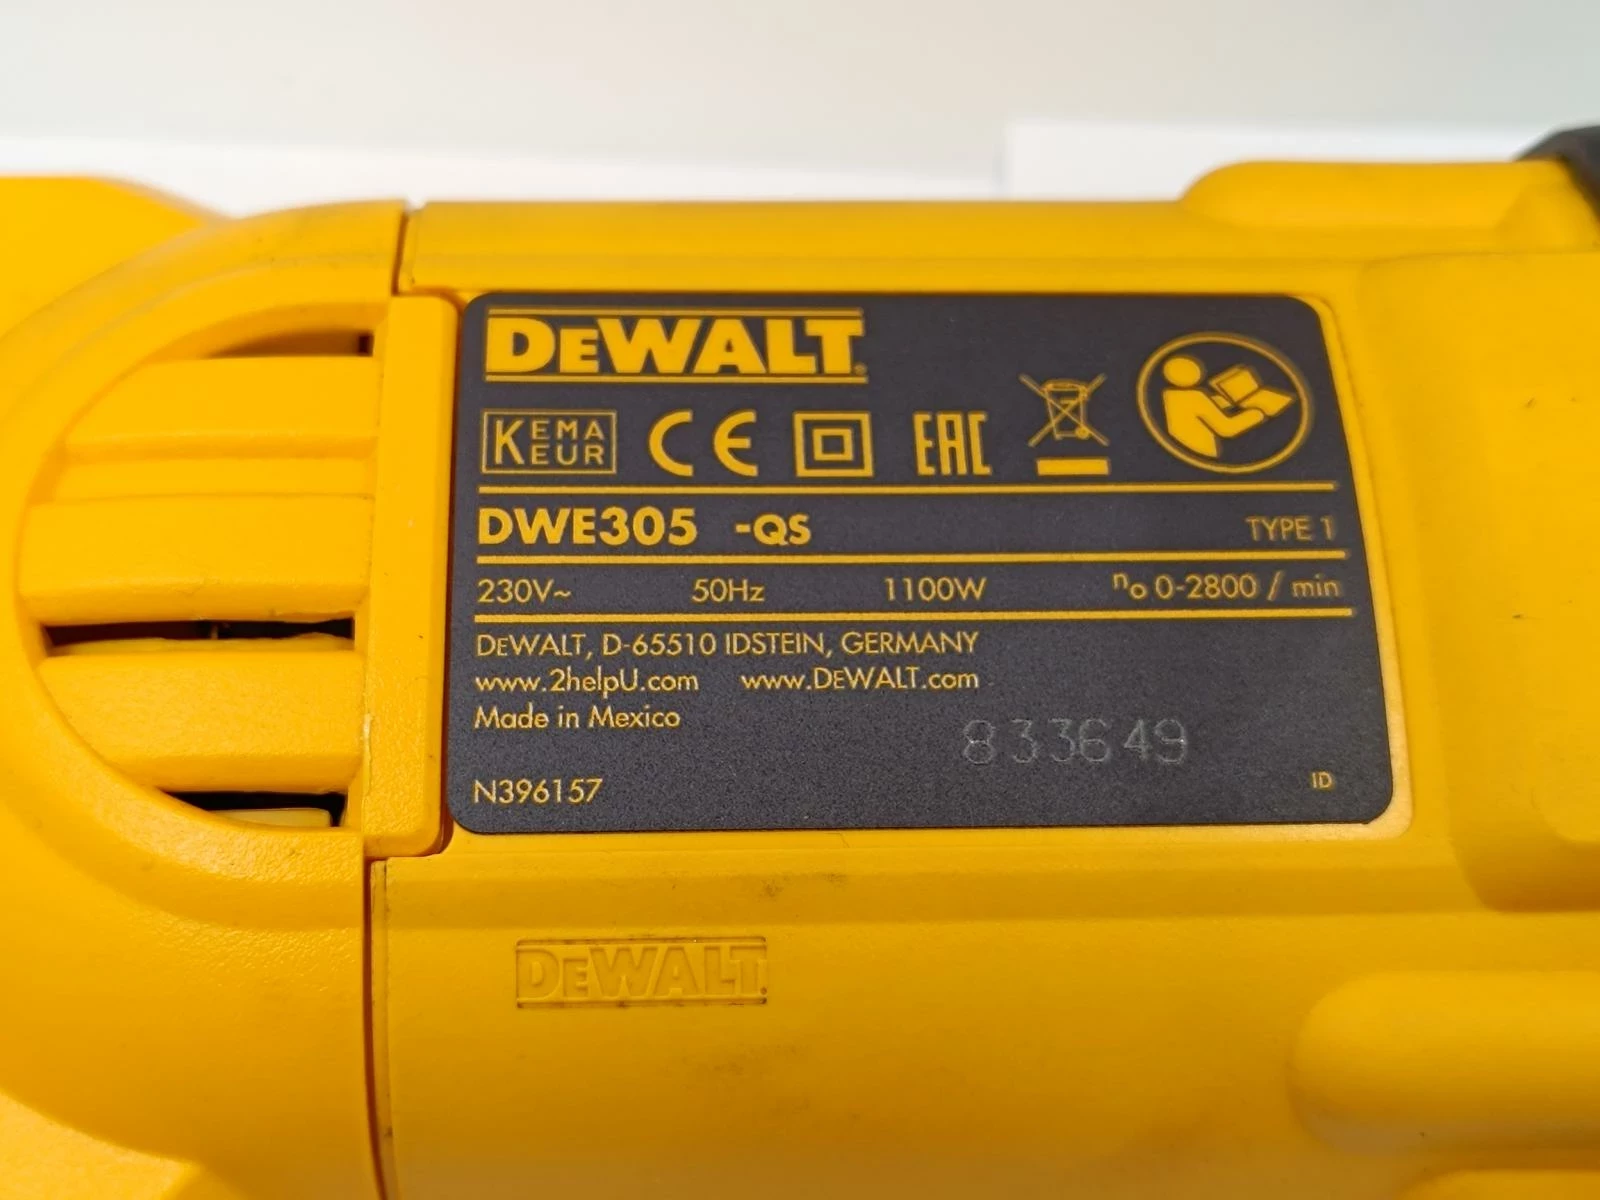 DEWALT
KEMA EUR CE EAC
DWE305 -QS TYPE 1
230V~ 50Hz 1100W no 0-2800 / min
DEWALT, D-65510 IDSTEIN, GERMANY
www.2helpU.com www.DEWALT.com
Made in Mexico
833649
N396157 ID
DEWALT